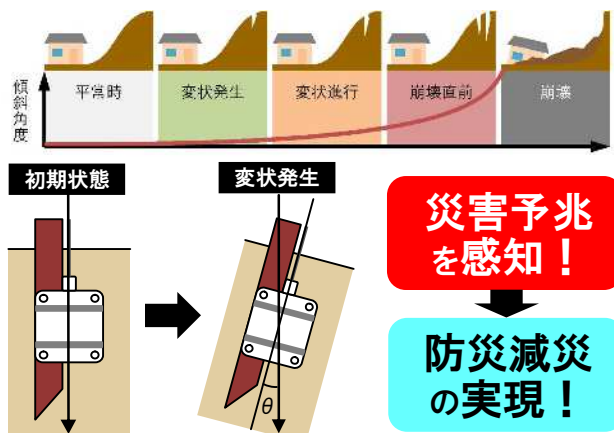 傾斜角度
平常時
変状発生
変状進行
崩壊直前
崩壊
初期状態
変状発生
θ
災害予兆
を感知！
防災減災
の実現！